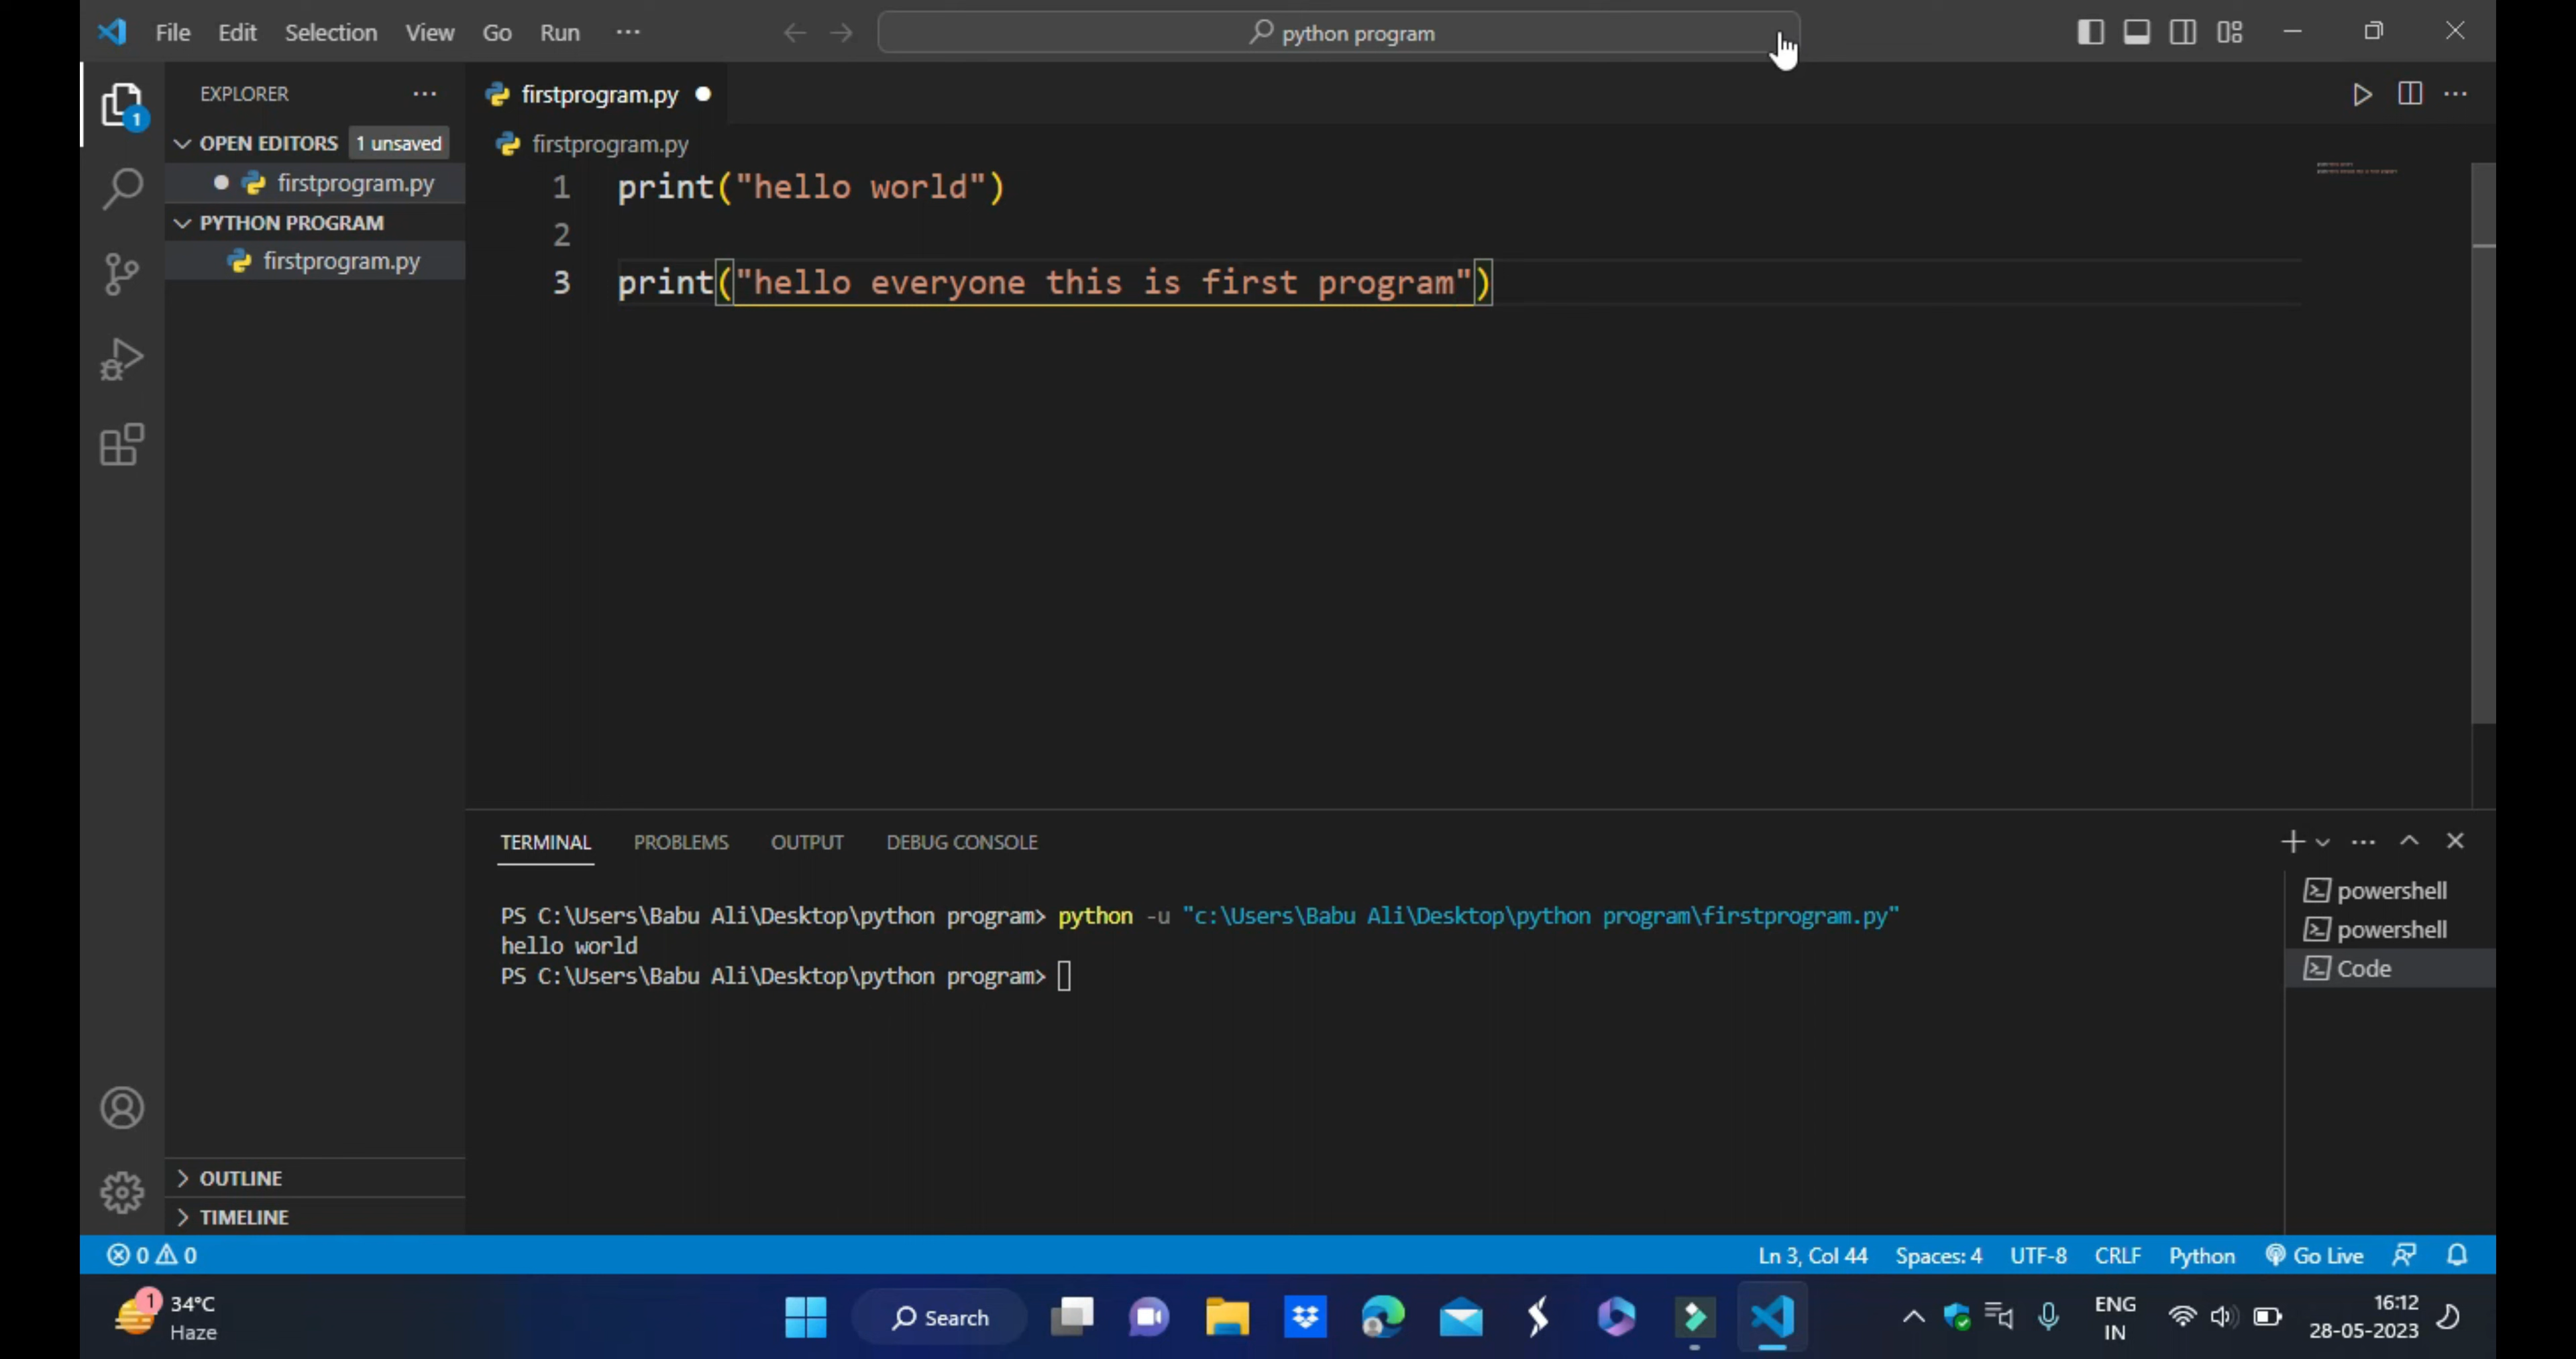 File Edit Selection View Go Run ··· python program
EXPLORER ···
OPEN EDITORS 1 unsaved
firstprogram.py
PYTHON PROGRAM
firstprogram.py
OUTLINE
TIMELINE
firstprogram.py
firstprogram.py
1 print("hello world")
2
3 print("hello everyone this is first program")
TERMINAL PROBLEMS OUTPUT DEBUG CONSOLE
PS C:\Users\Babu Ali\Desktop\python program> python -u "c:\Users\Babu Ali\Desktop\python program\firstprogram.py"
hello world
PS C:\Users\Babu Ali\Desktop\python program>
powershell
powershell
Code
0 0 Ln 3, Col 44 Spaces: 4 UTF-8 CRLF Python Go Live
1
34°C
Haze
Search
ENG
IN
16:12
28-05-2023